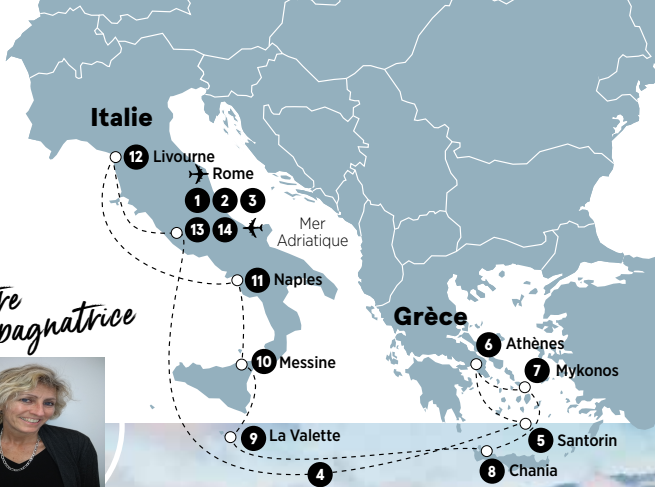 Italie
12 Livourne
Rome
1 2 3
13 14
Mer
Adriatique
11 Naples
Grèce
6 Athènes
7 Mykonos
10 Messine
9 La Valette
5 Santorin
4
8 Chania